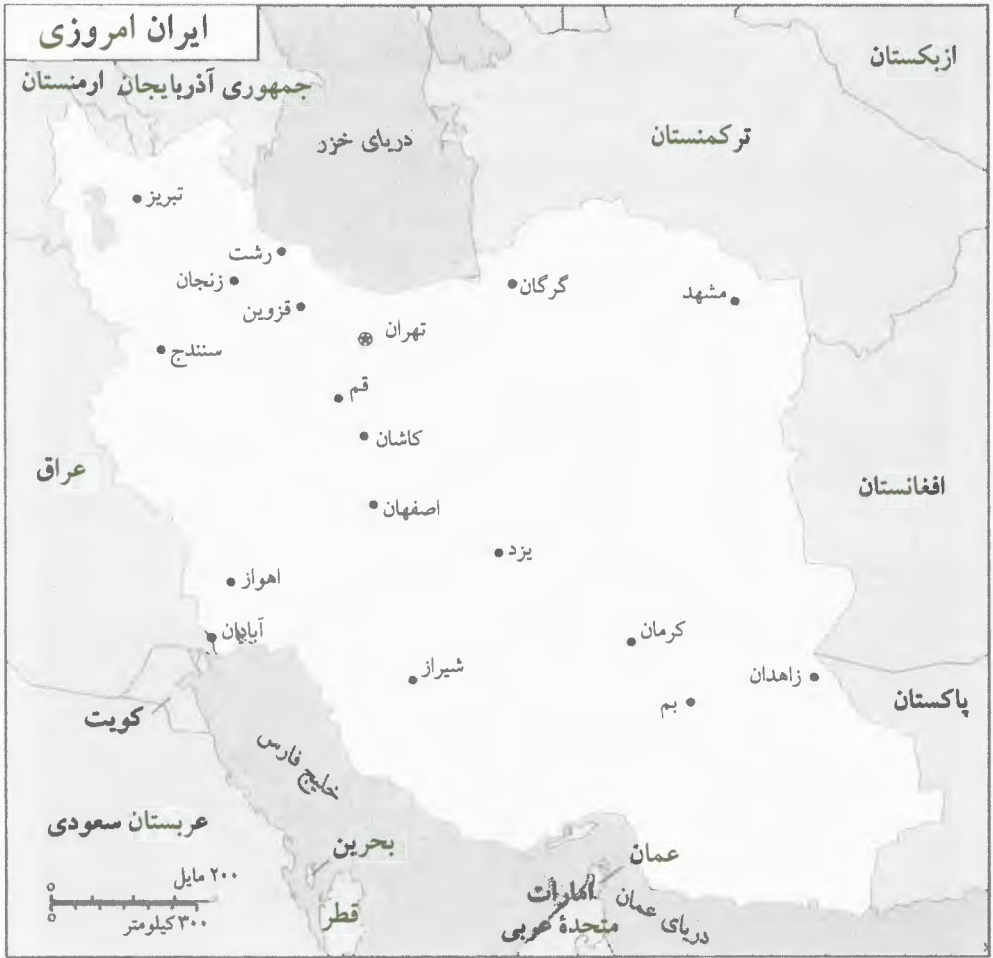 ایران امروزی
ازبکستان
جمهوری آذربایجان
ارمنستان
ترکمنستان
دریای خزر
تبریز
رشت
زنجان
گرگان
مشهد
قزوین
تهران
سنندج
قم
کاشان
عراق
افغانستان
اصفهان
یزد
اهواز
آبادان
کرمان
شیراز
زاهدان
بم
پاکستان
کویت
خلیج فارس
عربستان سعودی
بحرین
عمان
۲۰۰ مایل
۰
۰
۳۰۰ کیلومتر
قطر
امارات
متحدهٔ عربی
دریای عمان